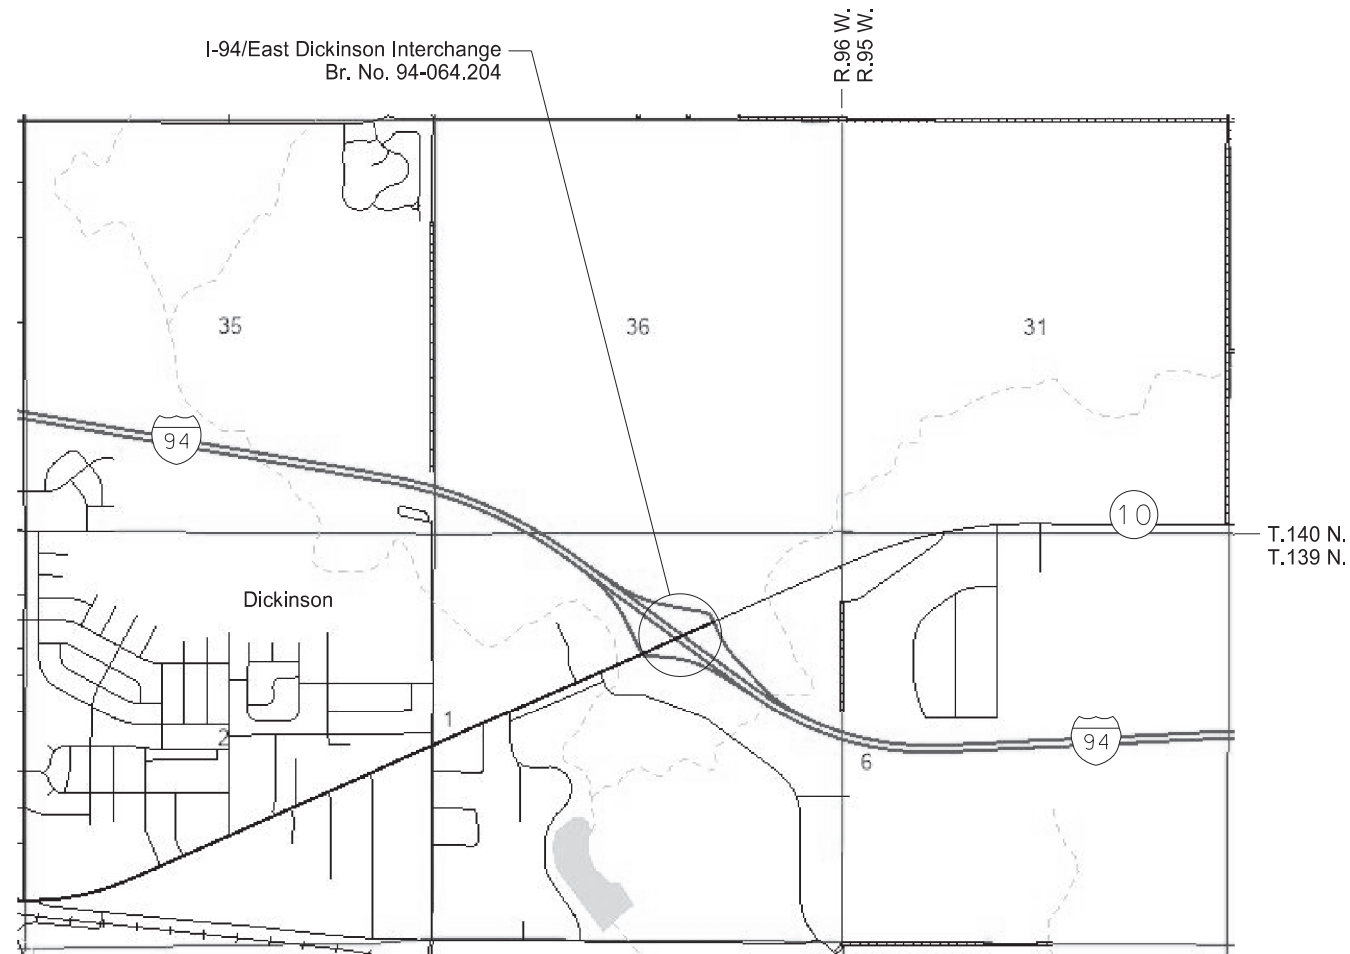 I-94/East Dickinson Interchange
Br. No. 94-064.204
R.96 W.
R.95 W.
35
36
31
94
10
T.140 N.
T.139 N.
Dickinson
1
2
94
6